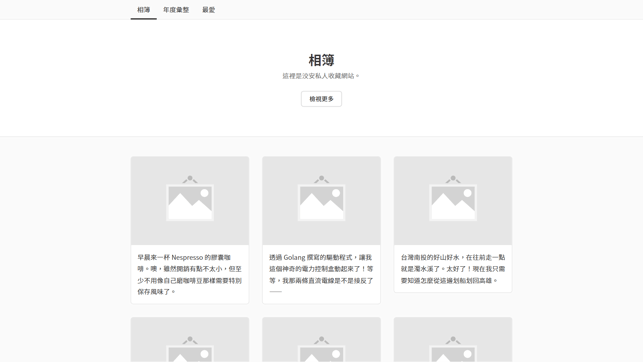 相簿 年度彙整 最愛
相簿
這裡是汶安私人收藏網站。
檢視更多
早晨來一杯 Nespresso 的膠囊咖
啡。噢，雖然開銷有點不太小，但至
少不用像自己磨咖啡豆那樣需要特別
保存風味了。
透過 Golang 撰寫的驅動程式，讓我
這個神奇的電力控制盒動起來了！等
等，我那兩條直流電線是不是接反了
——
台灣南投的好山好水，在往前走一點
就是濁水溪了。太好了！現在我只需
要知道怎麼從這邊划船划回高雄。